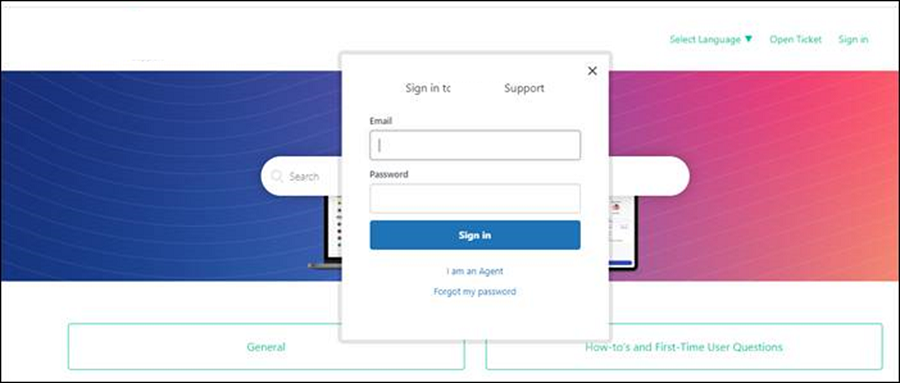 Select Language ▼ Open Ticket Sign in
Sign in to Support
Email
Password
Search
Sign in
I am an Agent
Forgot my password
General
How-to's and First-Time User Questions